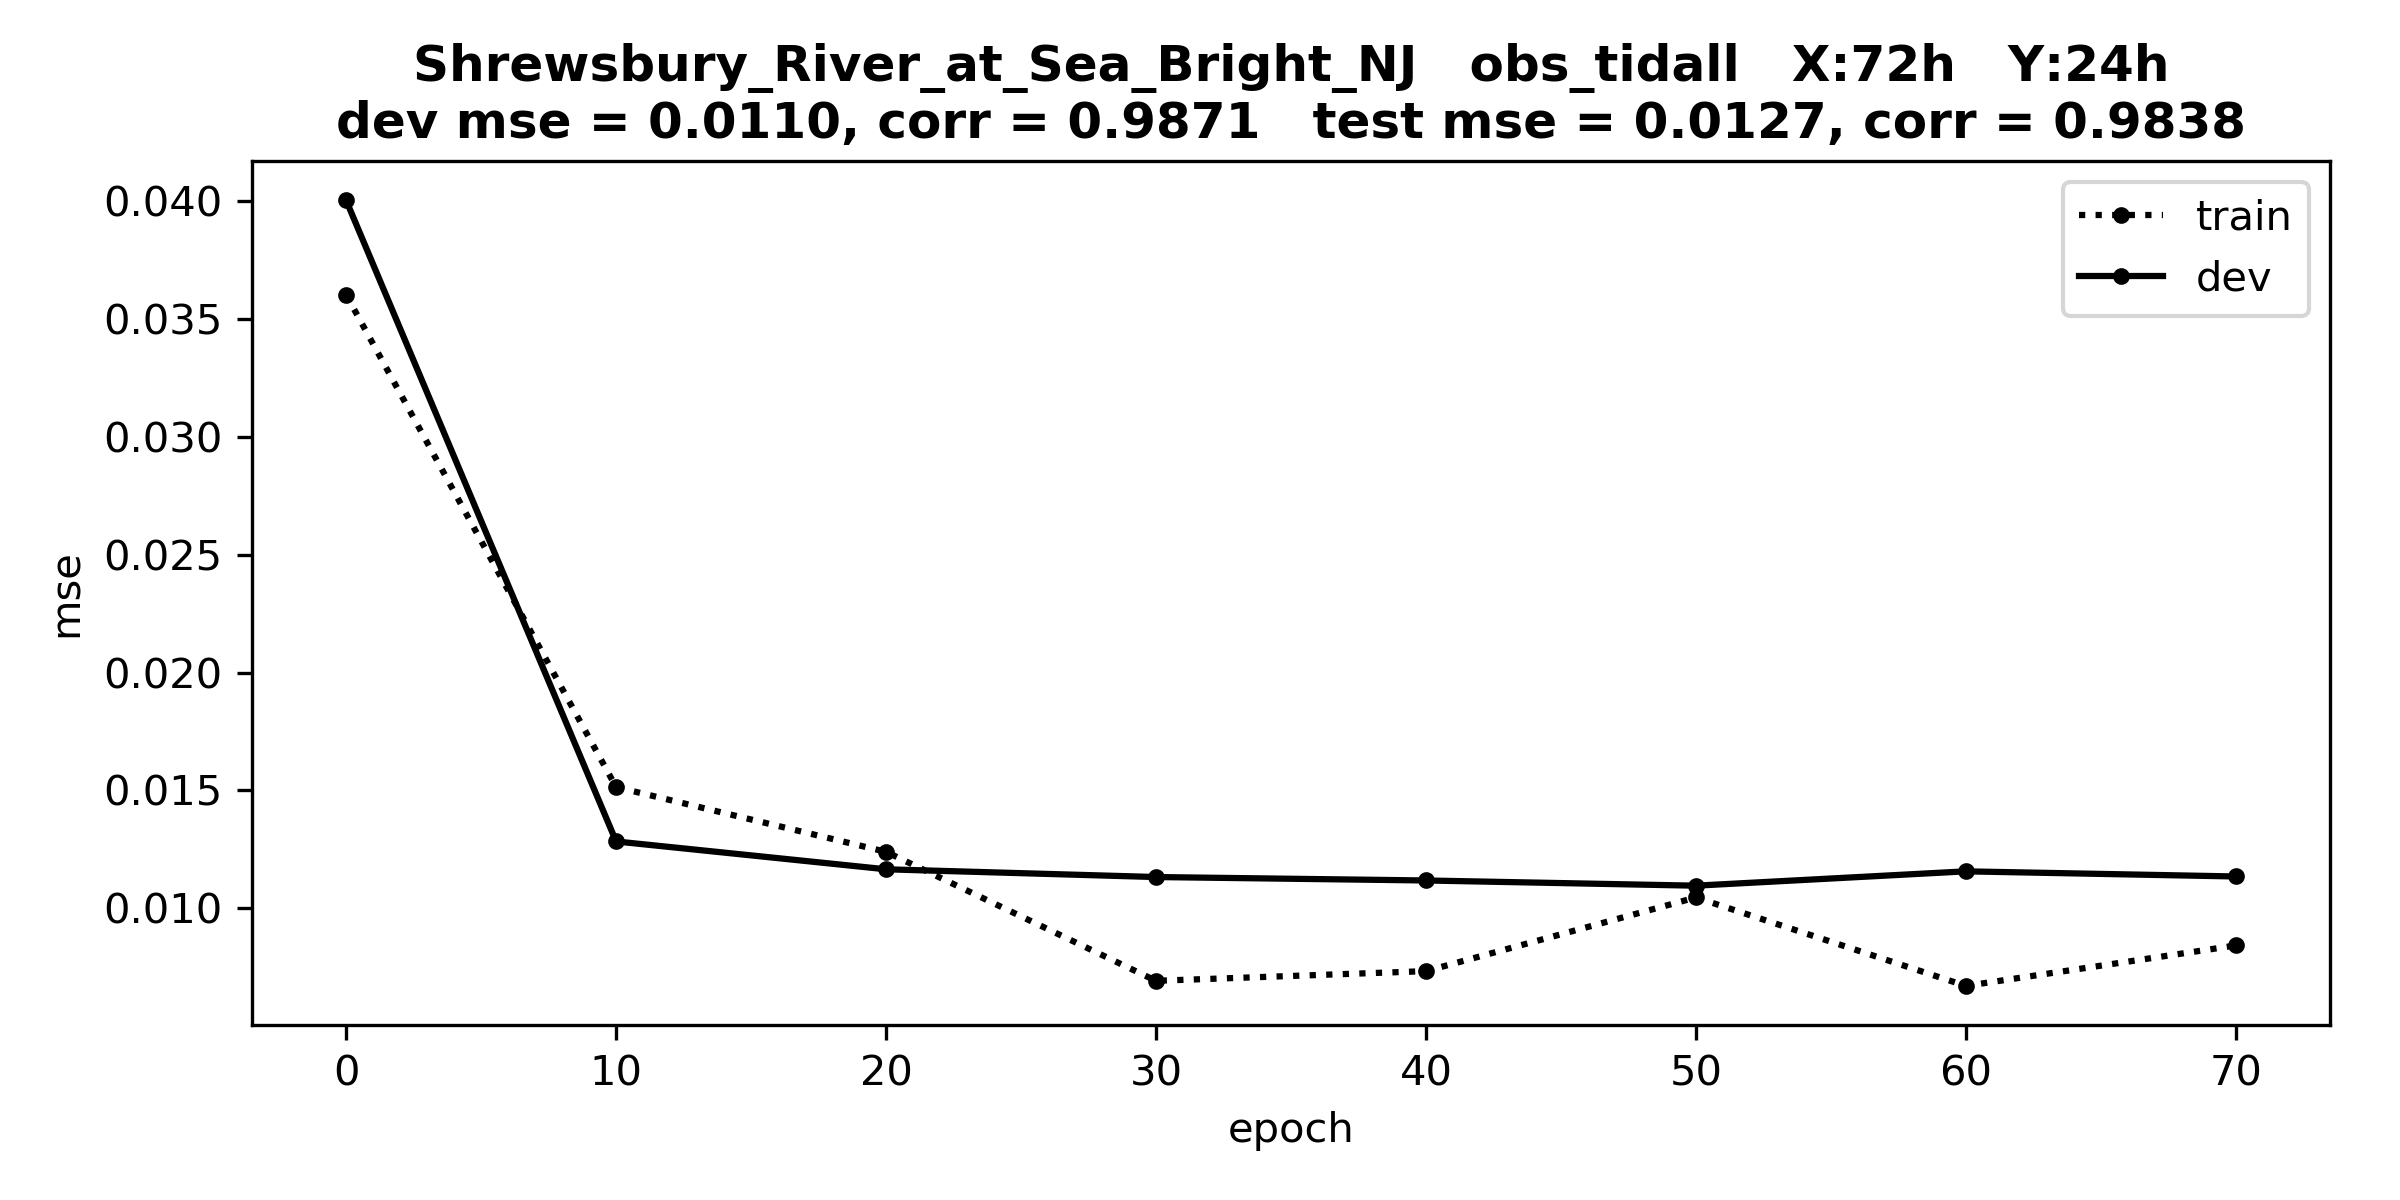 Shrewsbury_River_at_Sea_Bright_NJ   obs_tidall   X:72h   Y:24h
dev mse = 0.0110, corr = 0.9871   test mse = 0.0127, corr = 0.9838
0.040
0.035
0.030
0.025
0.020
0.015
0.010
mse
train
dev
0 10 20 30 40 50 60 70
epoch